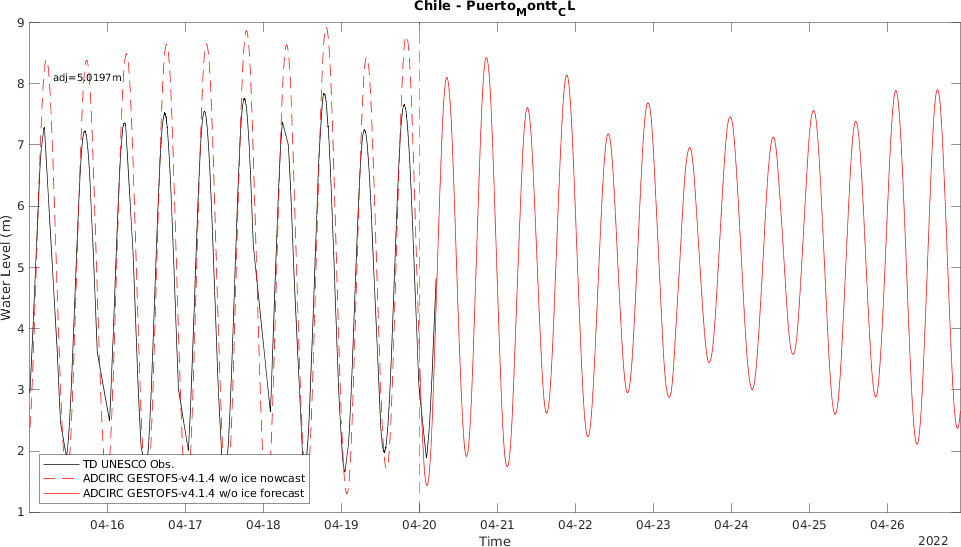 Chile - PuertoMonttCL
9
8
7
6
5
4
3
2
1
Water Level (m)
adj=5.0197m
TD UNESCO Obs.
ADCIRC GESTOFS-v4.1.4 w/o ice nowcast
ADCIRC GESTOFS-v4.1.4 w/o ice forecast
04-16 04-17 04-18 04-19 04-20 04-21 04-22 04-23 04-24 04-25 04-26
Time
2022